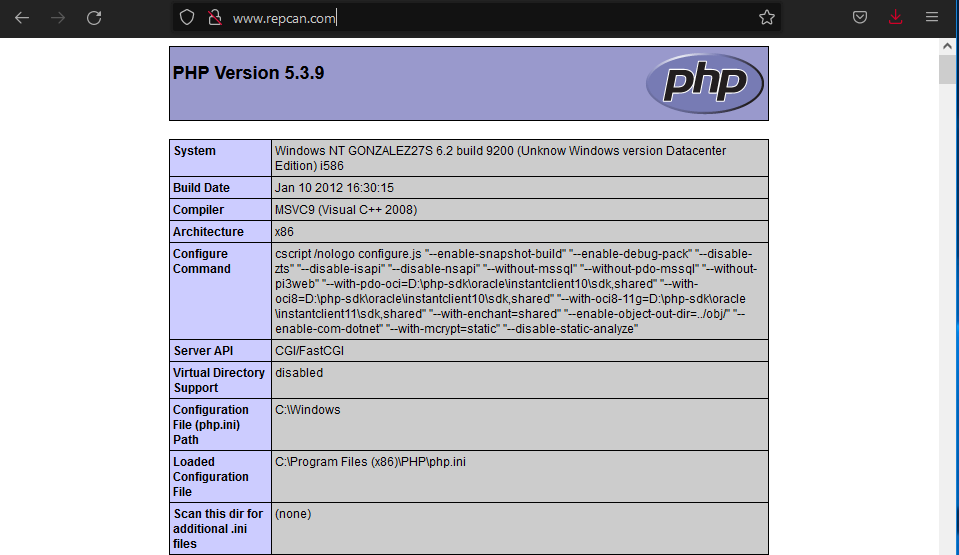 www.repcan.com
PHP Version 5.3.9
php
System
Windows NT GONZALEZ27S 6.2 build 9200 (Unknow Windows version Datacenter
Edition) i586
Build Date
Jan 10 2012 16:30:15
Compiler
MSVC9 (Visual C++ 2008)
Architecture
x86
Configure
Command
cscript /nologo configure.js "--enable-snapshot-build" "--enable-debug-pack" "--disable-
zts" "--disable-isapi" "--disable-nsapi" "--without-mssql" "--without-pdo-mssql" "--without-
pi3web" "--with-pdo-oci=D:\php-sdk\oracle\instantclient10\sdk,shared" "--with-
oci8=D:\php-sdk\oracle\instantclient10\sdk,shared" "--with-oci8-11g=D:\php-sdk\oracle
\instantclient11\sdk,shared" "--with-enchant=shared" "--enable-object-out-dir=../obj/" "--
enable-com-dotnet" "--with-mcrypt=static" "--disable-static-analyze"
Server API
CGI/FastCGI
Virtual Directory
Support
disabled
Configuration
File (php.ini)
Path
C:\Windows
Loaded
Configuration
File
C:\Program Files (x86)\PHP\php.ini
Scan this dir for
additional .ini
files
(none)